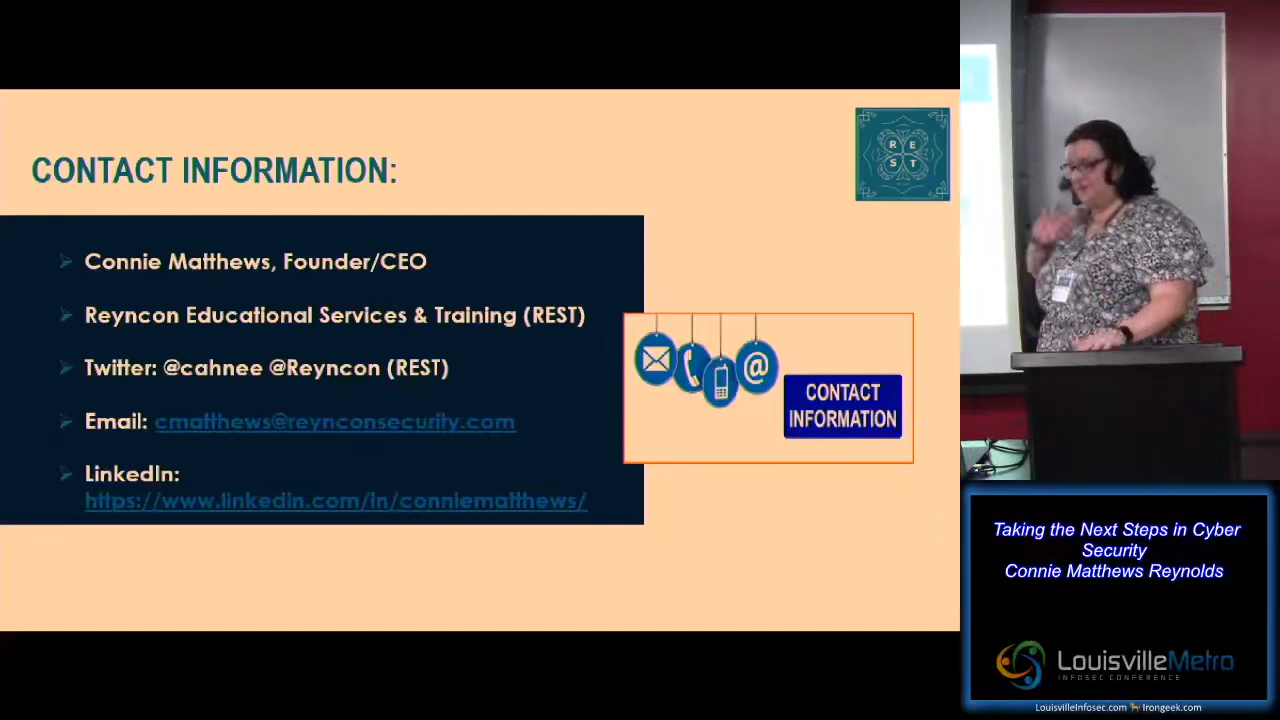 CONTACT INFORMATION:
R E
S T
Connie Matthews, Founder/CEO
Reyncon Educational Services & Training (REST)
Twitter: @cahnee @Reyncon (REST)
Email: cmatthews@reynconsecurity.com
LinkedIn:
https://www.linkedin.com/in/conniematthews/
@
CONTACT
INFORMATION
Taking the Next Steps in Cyber
Security
Connie Matthews Reynolds
LouisvilleMetro
INFOSEC CONFERENCE
LouisvilleInfosec.com Irongeek.com